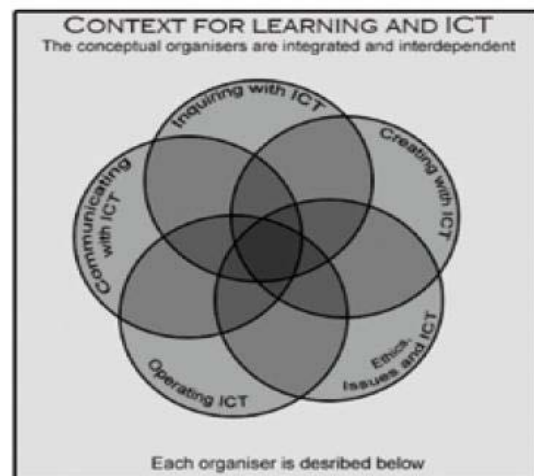 CONTEXT FOR LEARNING AND ICT
The conceptual organisers are integrated and interdependent
Inquiring with ICT
Creating with ICT
Communicating
with ICT
Ethics,
Issues and ICT
Operating ICT
Each organiser is desribed below